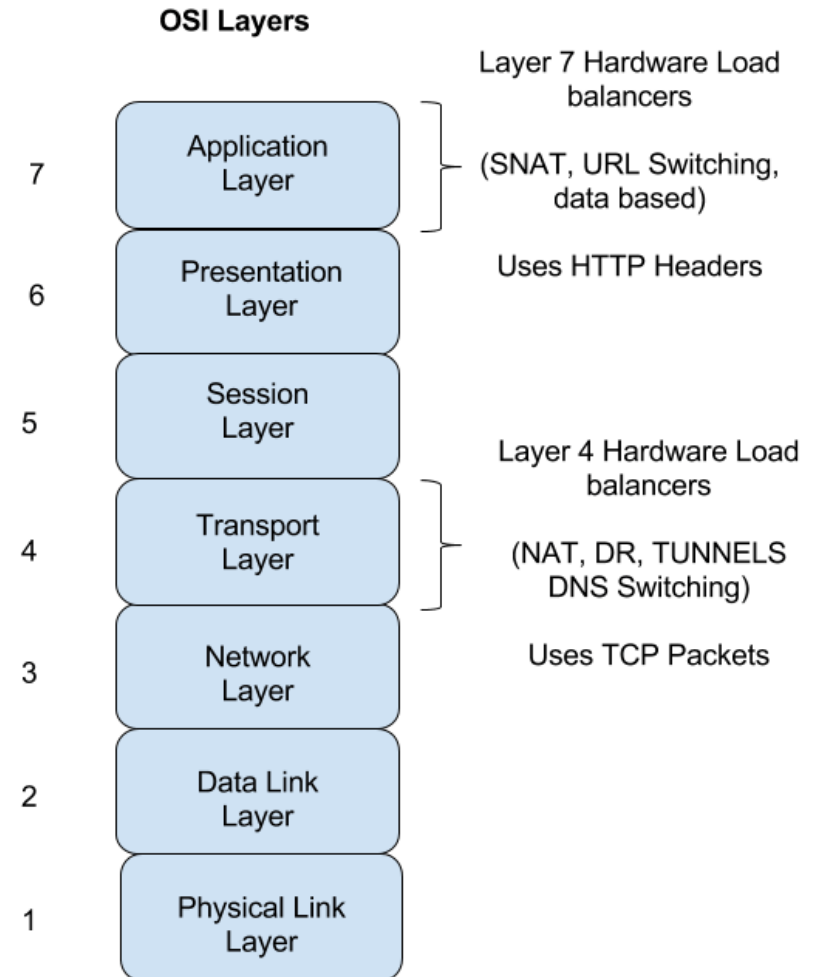 OSI Layers
Layer 7 Hardware Load
balancers
7
Application
Layer
(SNAT, URL Switching,
data based)
6
Presentation
Layer
Uses HTTP Headers
5
Session
Layer
Layer 4 Hardware Load
balancers
4
Transport
Layer
(NAT, DR, TUNNELS
DNS Switching)
3
Network
Layer
Uses TCP Packets
2
Data Link
Layer
1
Physical Link
Layer